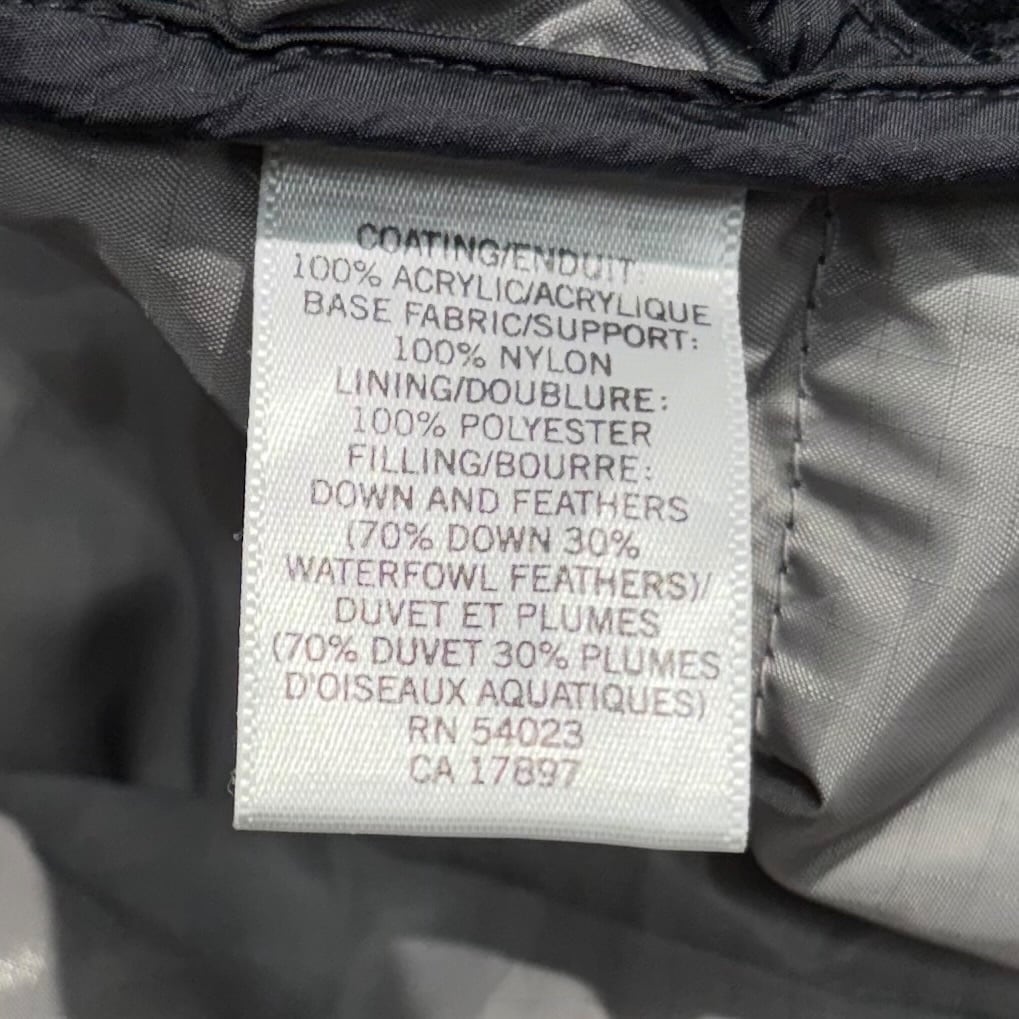 COATING/ENDUIT:
100% ACRYLIC/ACRYLIQUE
BASE FABRIC/SUPPORT:
100% NYLON
LINING/DOUBLURE:
100% POLYESTER
FILLING/BOURRE:
DOWN AND FEATHERS
(70% DOWN 30%
WATERFOWL FEATHERS)/
DUVET ET PLUMES
(70% DUVET 30% PLUMES
D'OISEAUX AQUATIQUES)
RN 54023
CA 17897